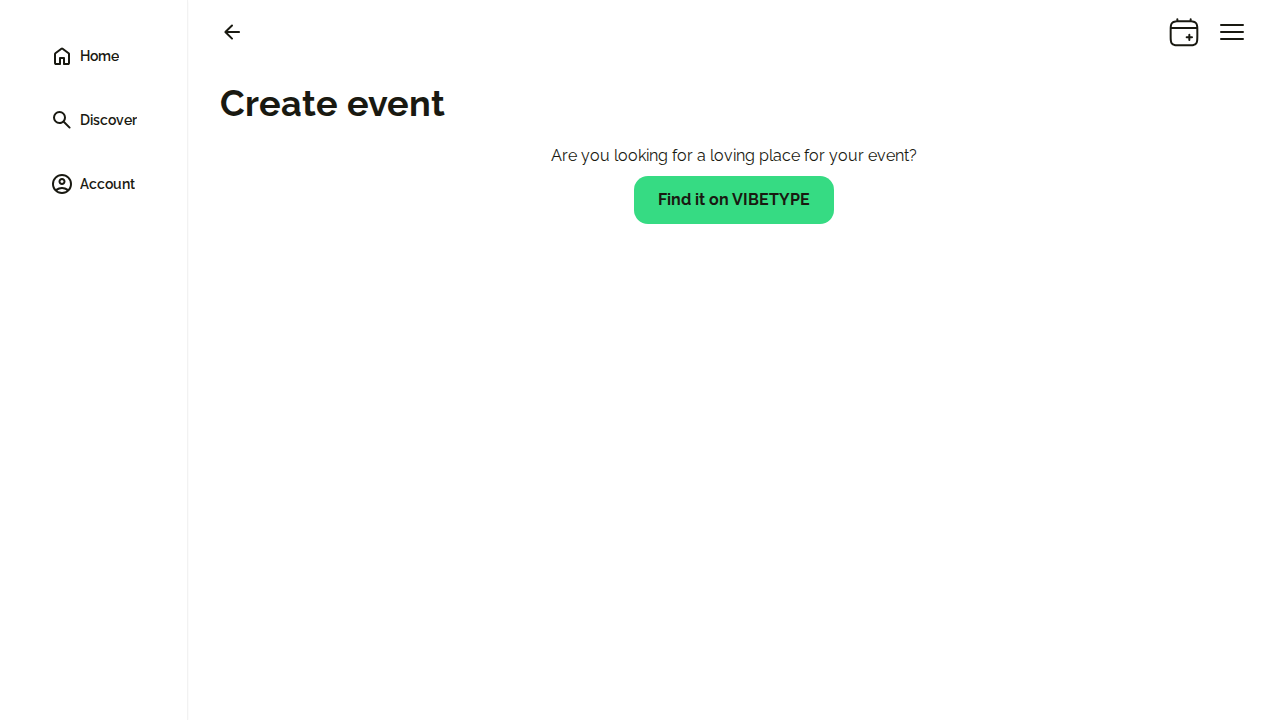 Home
Discover
Account
Create event
Are you looking for a loving place for your event?
Find it on VIBETYPE